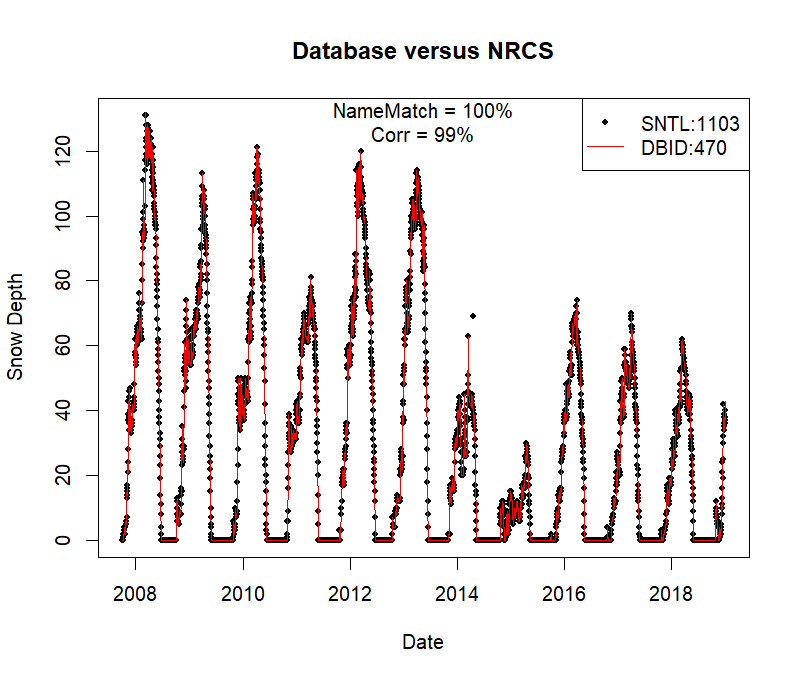 Database versus NRCS
NameMatch = 100%
Corr = 99%
SNTL:1103
DBID:470
Snow Depth
120
100
80
60
40
20
0
2008 2010 2012 2014 2016 2018
Date